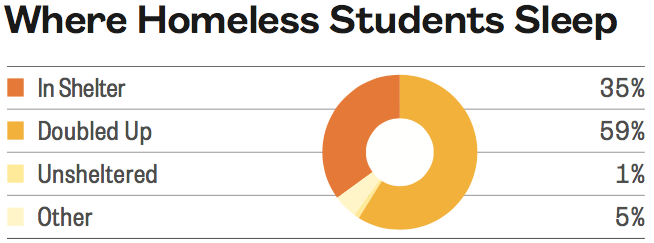 Where Homeless Students Sleep
In Shelter 35%
Doubled Up 59%
Unsheltered 1%
Other 5%